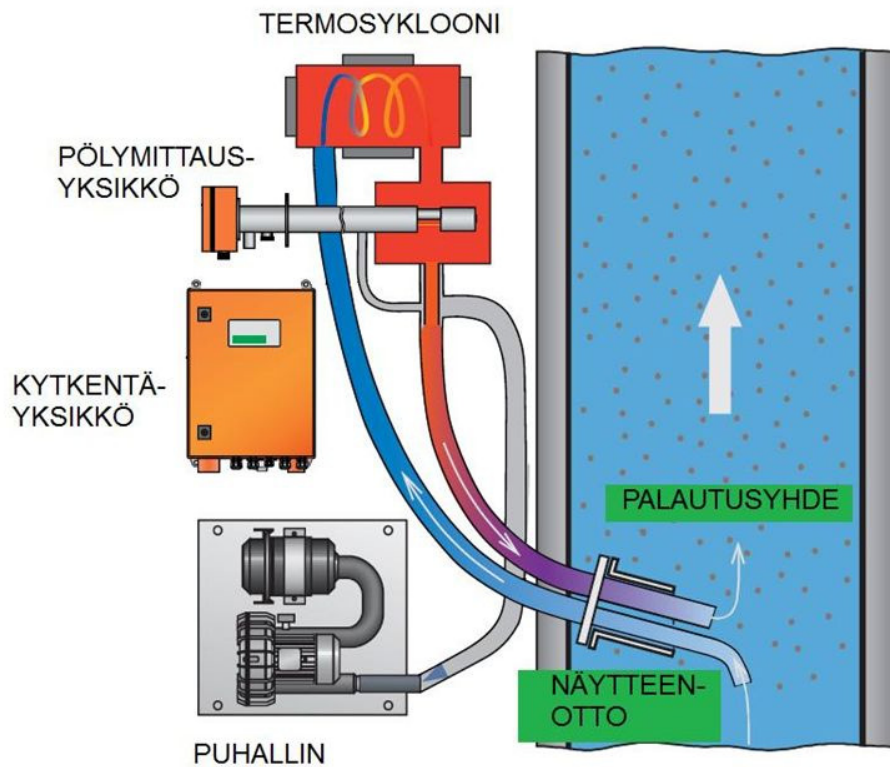 TERMOSYKLOONI
PÖLYMITTAUS-
YKSIKKÖ
KYTKENTÄ-
YKSIKKÖ
PALAUTUSYHDE
NÄYTTEEN-
OTTO
PUHALLIN